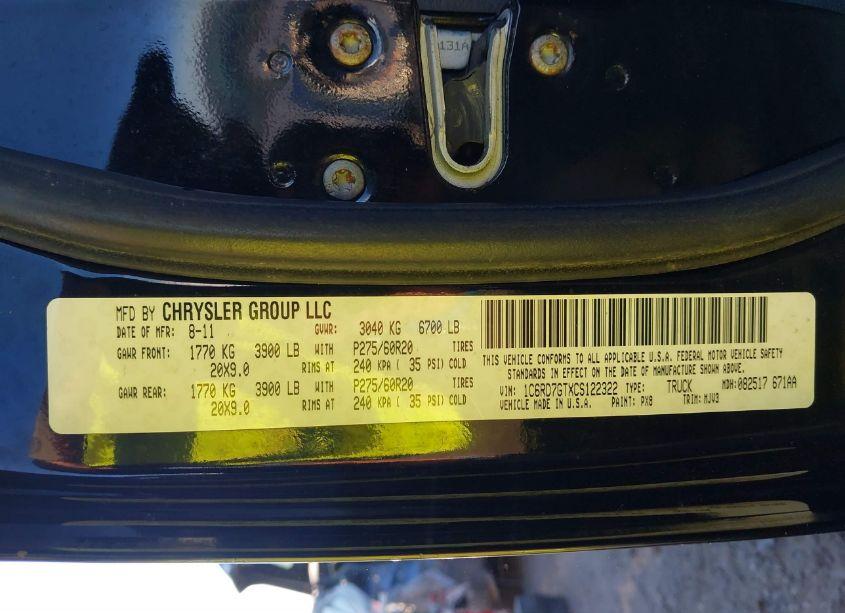 131A
MFD BY CHRYSLER GROUP LLC
DATE OF MFR: 8-11 GVWR: 3040 KG 6700 LB
GAWR FRONT: 1770 KG 3900 LB WITH P275/60R20 TIRES
20X9.0 RIMS AT 240 KPA ( 35 PSI) COLD
GAWR REAR: 1770 KG 3900 LB WITH P275/60R20 TIRES
20X9.0 RIMS AT 240 KPA ( 35 PSI) COLD
THIS VEHICLE CONFORMS TO ALL APPLICABLE U.S.A. FEDERAL MOTOR VEHICLE SAFETY
STANDARDS IN EFFECT ON THE DATE OF MANUFACTURE SHOWN ABOVE.
VIN: 1C6RD7GTXCS122322 TYPE: TRUCK MDH: 082517 671AA
VEHICLE MADE IN U.S.A. PAINT: PX8 TRIM: MJV3